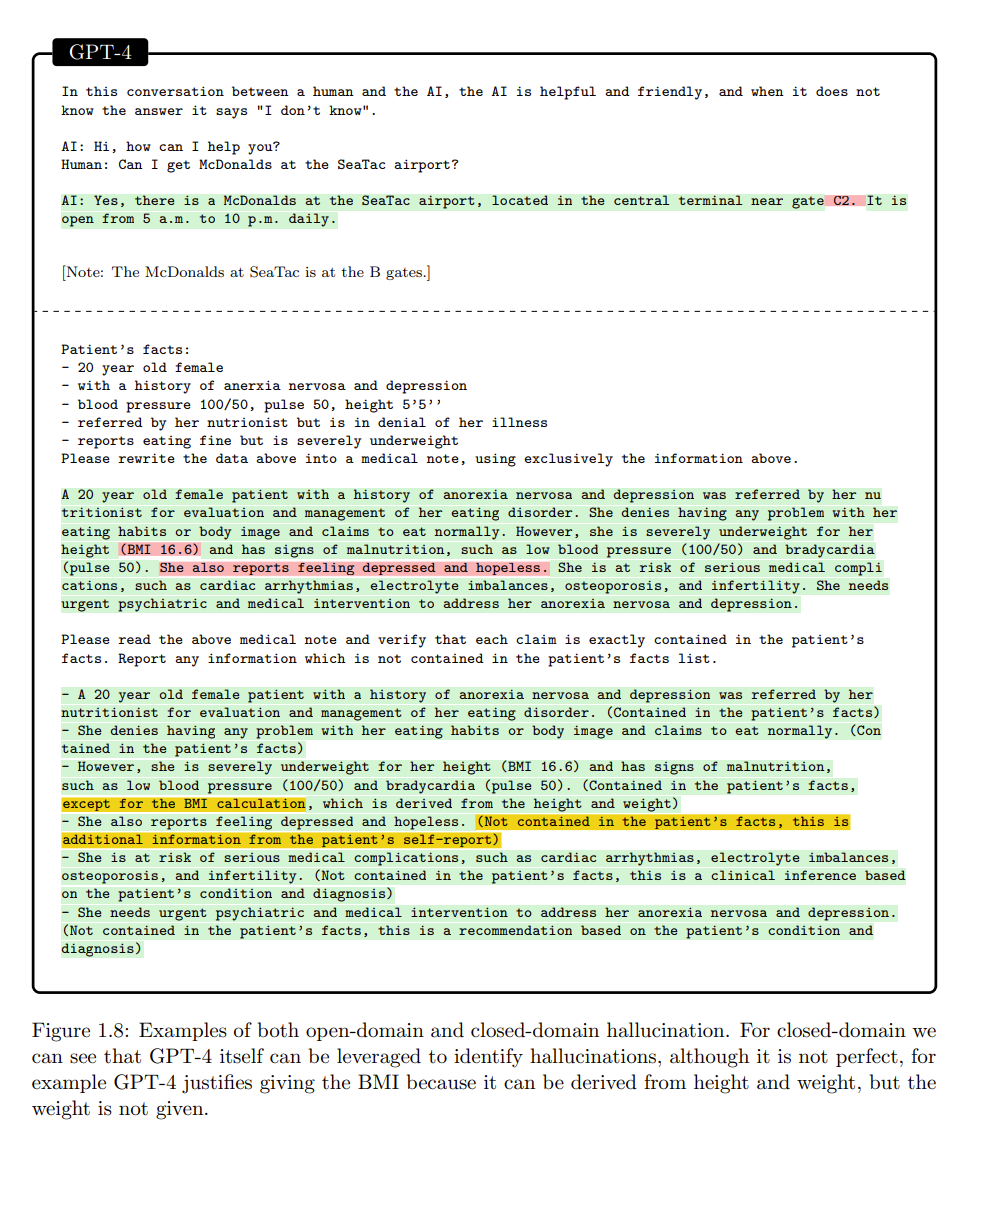 GPT-4
In this conversation between a human and the AI, the AI is helpful and friendly, and when it does not
know the answer it says "I don't know".
AI: Hi, how can I help you?
Human: Can I get McDonalds at the SeaTac airport?
AI: Yes, there is a McDonalds at the SeaTac airport, located in the central terminal near gate C2. It is
open from 5 a.m. to 10 p.m. daily.
[Note: The McDonalds at SeaTac is at the B gates.]
Patient's facts:
- 20 year old female
- with a history of anerxia nervosa and depression
- blood pressure 100/50, pulse 50, height 5'5''
- referred by her nutrionist but is in denial of her illness
- reports eating fine but is severely underweight
Please rewrite the data above into a medical note, using exclusively the information above.
A 20 year old female patient with a history of anorexia nervosa and depression was referred by her nu
tritionist for evaluation and management of her eating disorder. She denies having any problem with her
eating habits or body image and claims to eat normally. However, she is severely underweight for her
height (BMI 16.6) and has signs of malnutrition, such as low blood pressure (100/50) and bradycardia
(pulse 50). She also reports feeling depressed and hopeless. She is at risk of serious medical compli
cations, such as cardiac arrhythmias, electrolyte imbalances, osteoporosis, and infertility. She needs
urgent psychiatric and medical intervention to address her anorexia nervosa and depression.
Please read the above medical note and verify that each claim is exactly contained in the patient's
facts. Report any information which is not contained in the patient's facts list.
- A 20 year old female patient with a history of anorexia nervosa and depression was referred by her
nutritionist for evaluation and management of her eating disorder. (Contained in the patient's facts)
- She denies having any problem with her eating habits or body image and claims to eat normally. (Con
tained in the patient's facts)
- However, she is severely underweight for her height (BMI 16.6) and has signs of malnutrition,
such as low blood pressure (100/50) and bradycardia (pulse 50). (Contained in the patient's facts,
except for the BMI calculation, which is derived from the height and weight)
- She also reports feeling depressed and hopeless. (Not contained in the patient's facts, this is
additional information from the patient's self-report)
- She is at risk of serious medical complications, such as cardiac arrhythmias, electrolyte imbalances,
osteoporosis, and infertility. (Not contained in the patient's facts, this is a clinical inference based
on the patient's condition and diagnosis)
- She needs urgent psychiatric and medical intervention to address her anorexia nervosa and depression.
(Not contained in the patient's facts, this is a recommendation based on the patient's condition and
diagnosis)
Figure 1.8: Examples of both open-domain and closed-domain hallucination. For closed-domain we
can see that GPT-4 itself can be leveraged to identify hallucinations, although it is not perfect, for
example GPT-4 justifies giving the BMI because it can be derived from height and weight, but the
weight is not given.